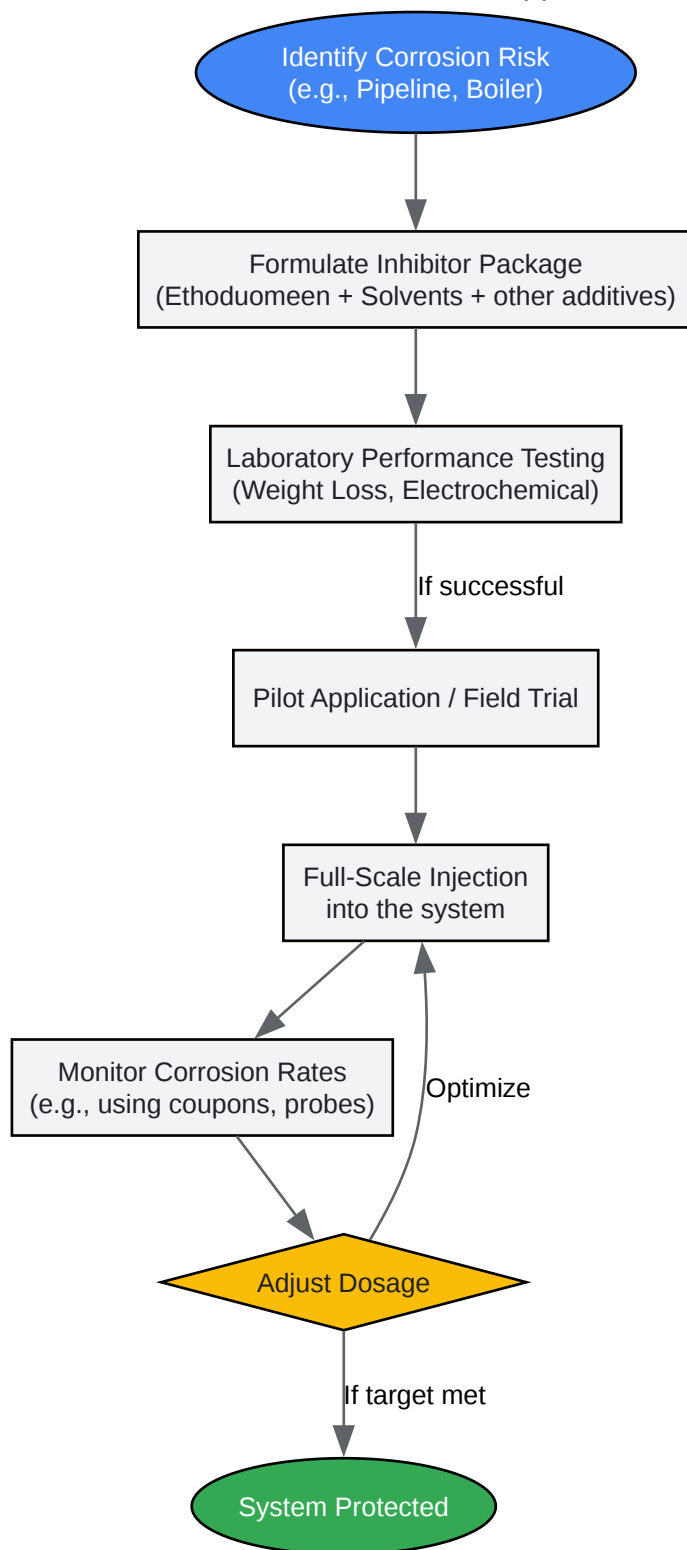 Identify Corrosion Risk
(e.g., Pipeline, Boiler)
Formulate Inhibitor Package
(Ethoduomeen + Solvents + other additives)
Laboratory Performance Testing
(Weight Loss, Electrochemical)
If successful
Pilot Application / Field Trial
Full-Scale Injection
into the system
Monitor Corrosion Rates
(e.g., using coupons, probes)
Optimize
Adjust Dosage
If target met
System Protected